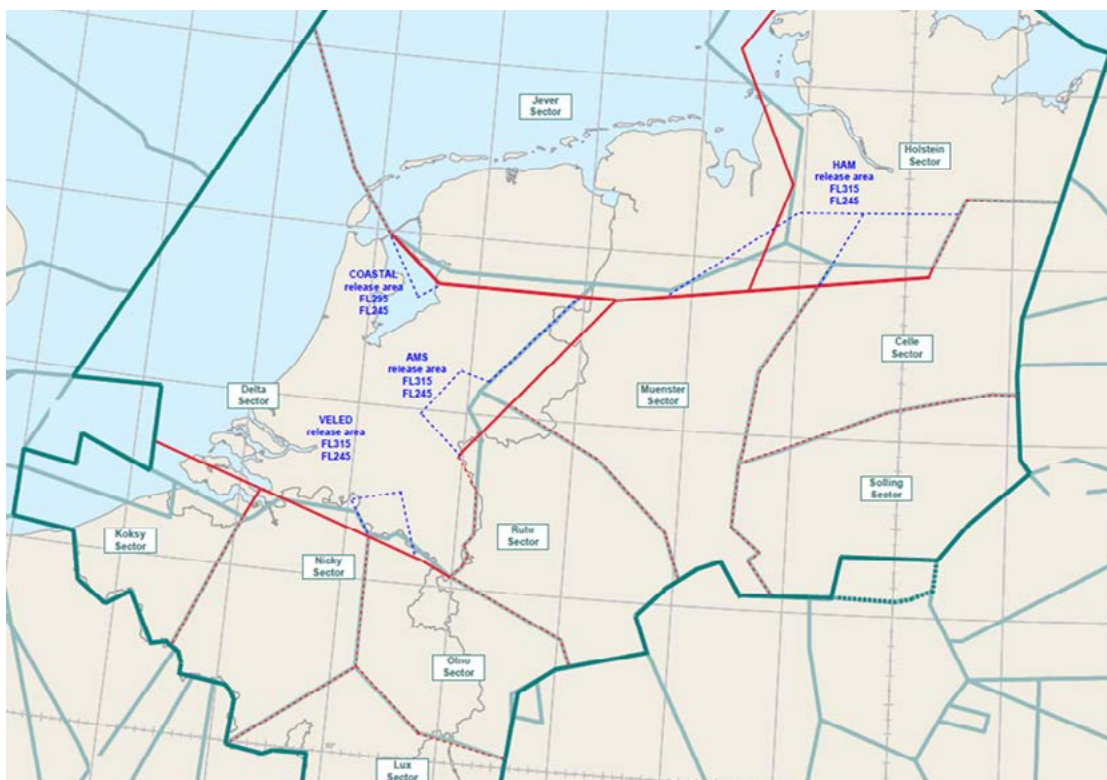 Jever
Sector
HAM
release area
FL315
FL245
Holstein
Sector
COASTAL
release area
FL295
FL245
AMS
release area
FL315
FL245
Celle
Sector
Delta
Sector
Muenster
Sector
VELED
release area
FL315
FL245
Solling
Sector
Koksy
Sector
Ruhr
Sector
Nicky
Sector
Olno
Sector
Lux
Sector